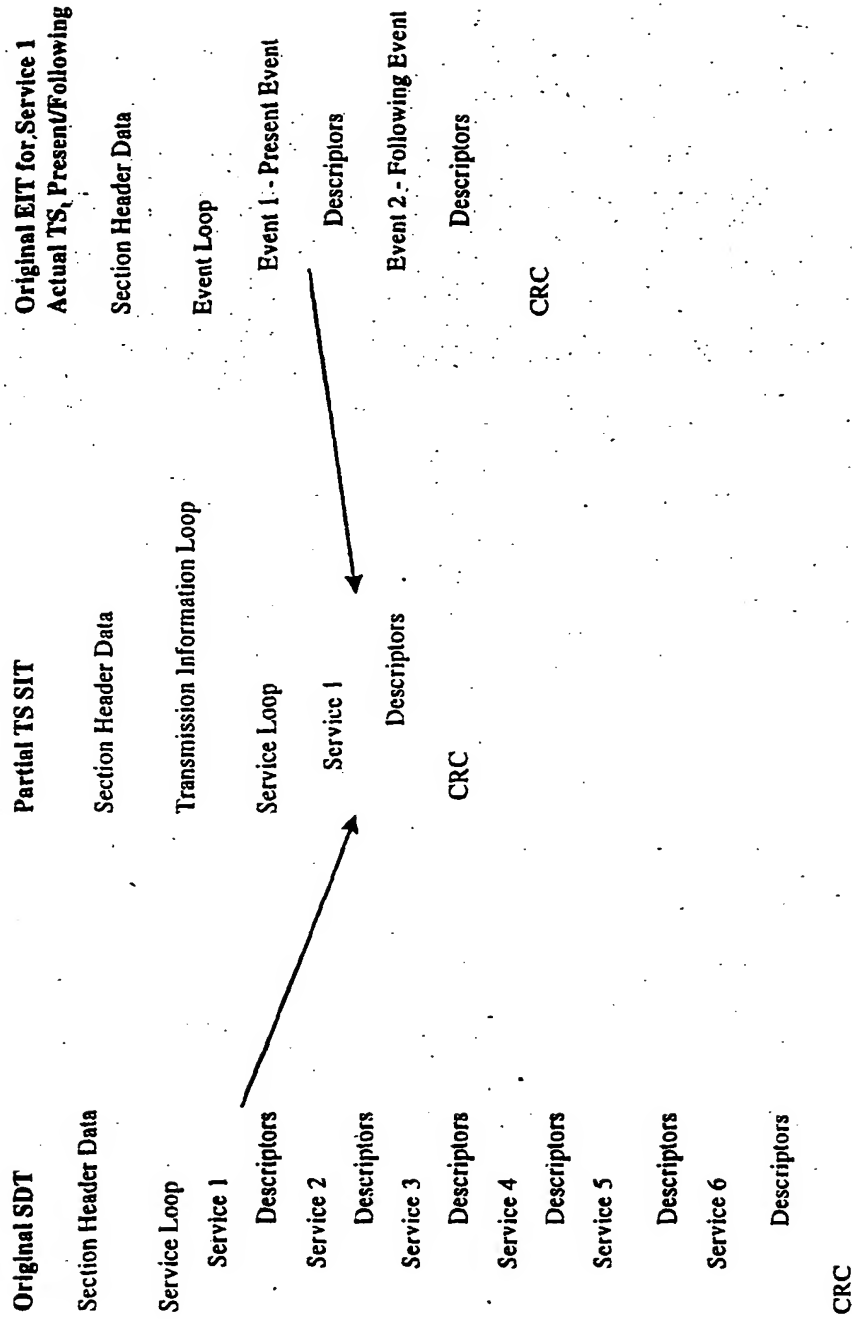 Original SDT
Section Header Data
Service Loop
Service 1
Descriptors
Service 2
Descriptors
Service 3
Descriptors
Service 4
Descriptors
Service 5
Descriptors
Service 6
Descriptors
CRC
Partial TS SIT
Section Header Data
Transmission Information Loop
Service Loop
Service 1
Descriptors
CRC
Original EIT for Service 1
Actual TS, Present/Following
Section Header Data
Event Loop
Event 1 - Present Event
Descriptors
Event 2 - Following Event
Descriptors
CRC